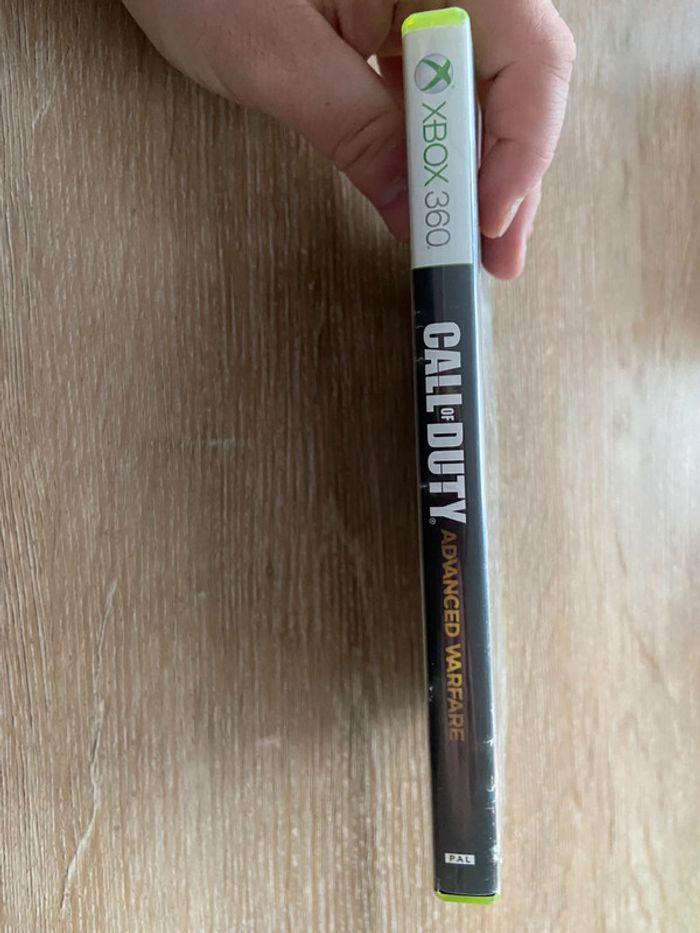 XBOX 360
CALL OF DUTY®
ADVANCED WARFARE
PAL